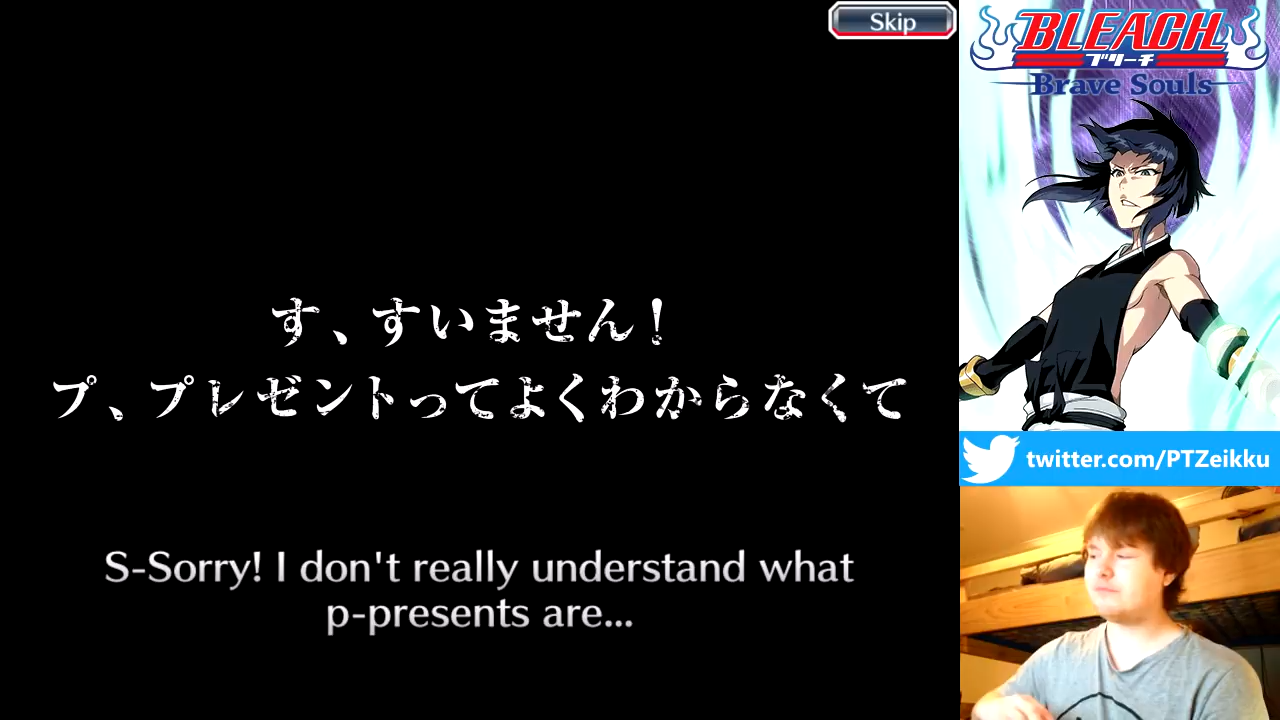 Skip
BLEACH
ブリーチ
Brave Souls
す、すいません!
プ、プレゼントってよくわからなくて
S-Sorry! I don't really understand what
p-presents are...
twitter.com/PTZeikku